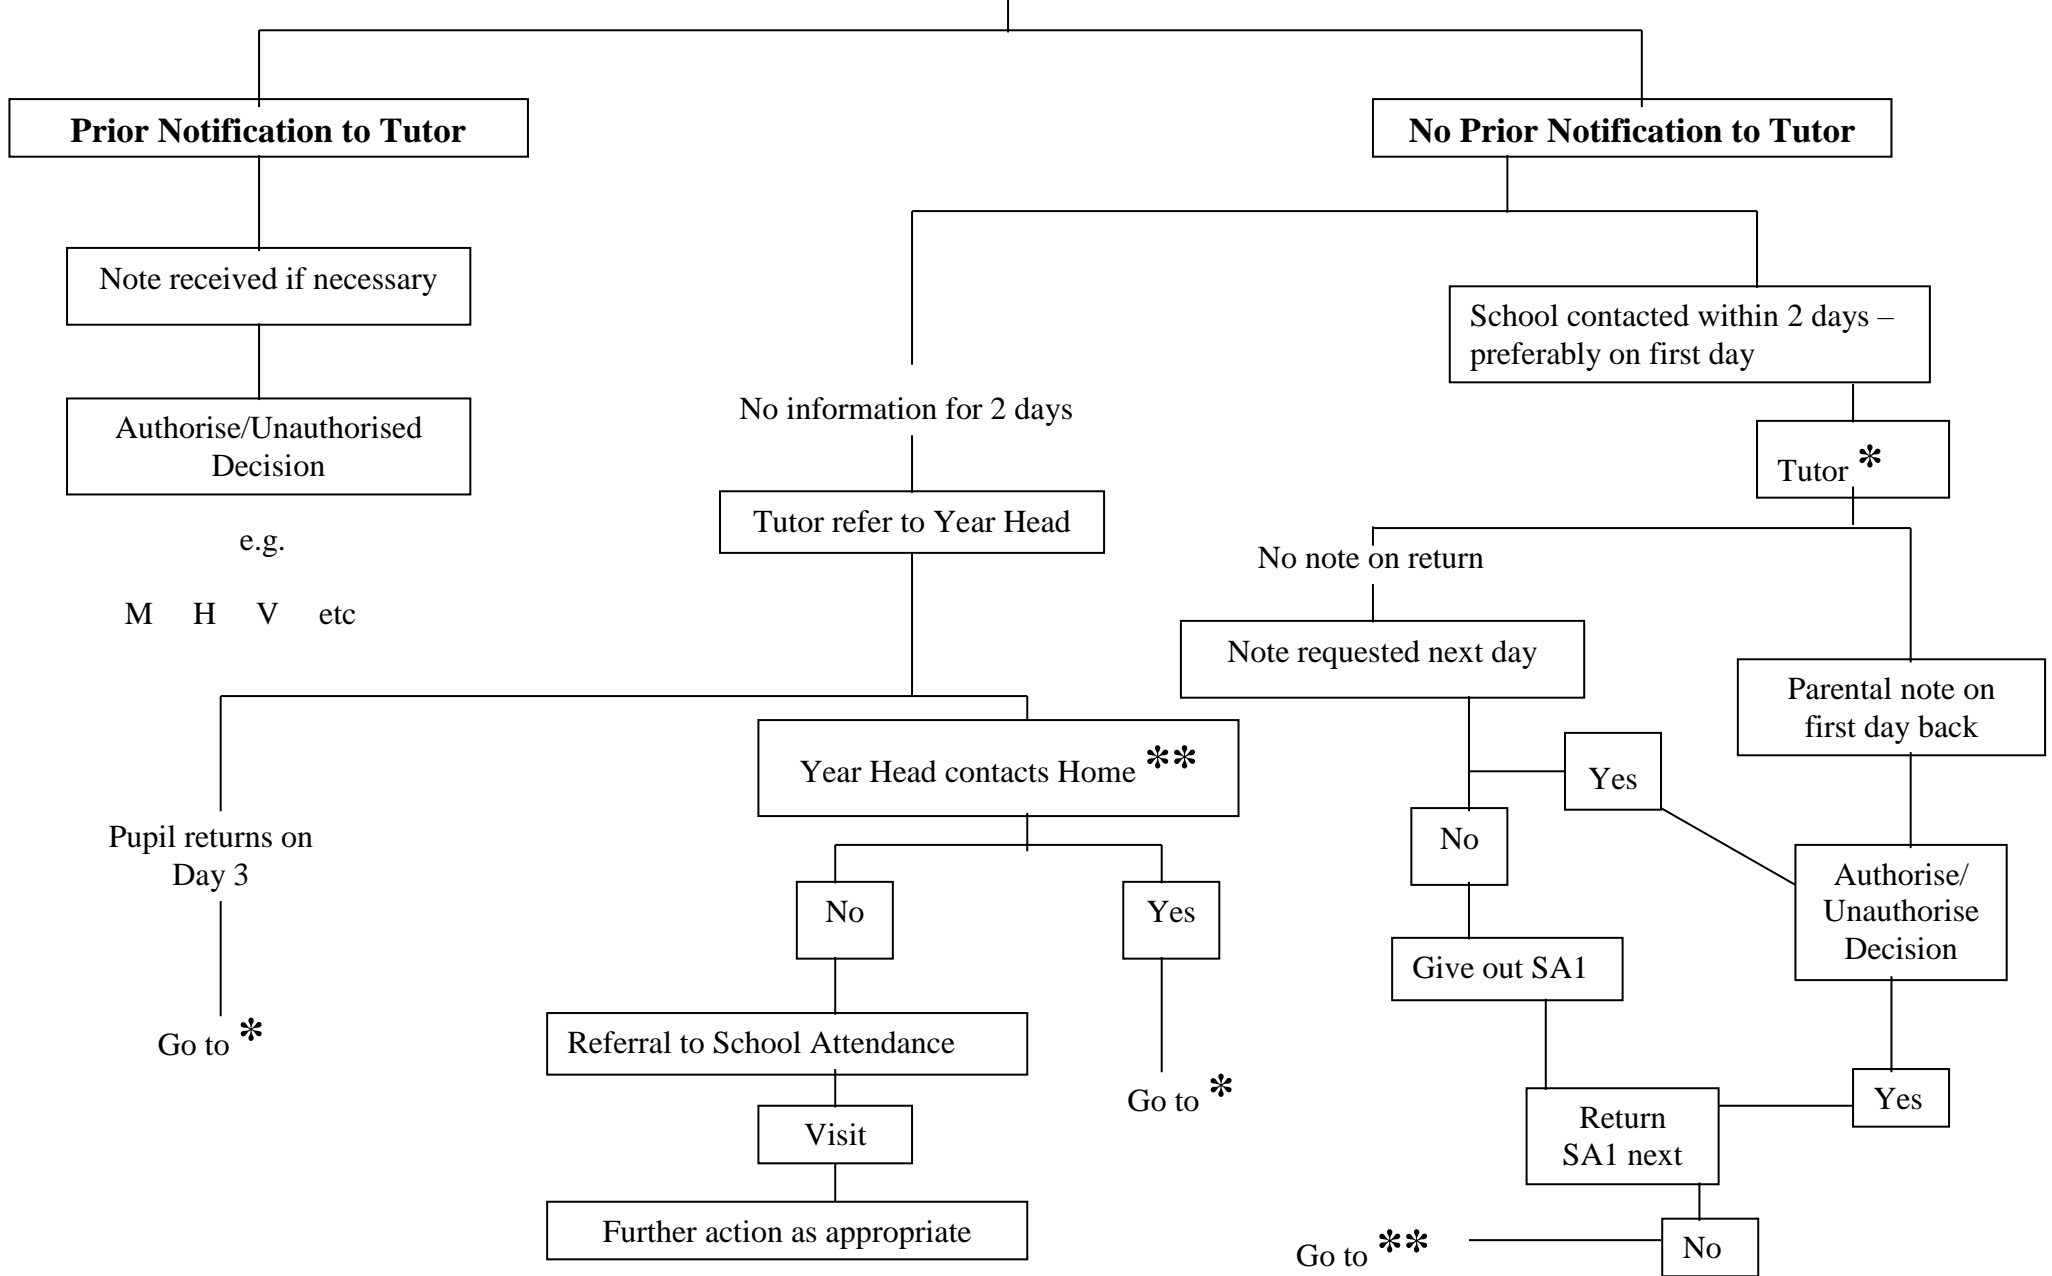 Prior Notification to Tutor
No Prior Notification to Tutor
Note received if necessary
School contacted within 2 days –
preferably on first day
Authorise/Unauthorised
Decision
No information for 2 days
Tutor *
Tutor refer to Year Head
e.g.
No note on return
M H V etc
Note requested next day
Parental note on
first day back
Year Head contacts Home **
Yes
Pupil returns on
Day 3
No
Authorise/
Unauthorise
Decision
No
Yes
Give out SA1
Go to *
Referral to School Attendance
Go to *
Yes
Return
SA1 next
Visit
Further action as appropriate
Go to **
No